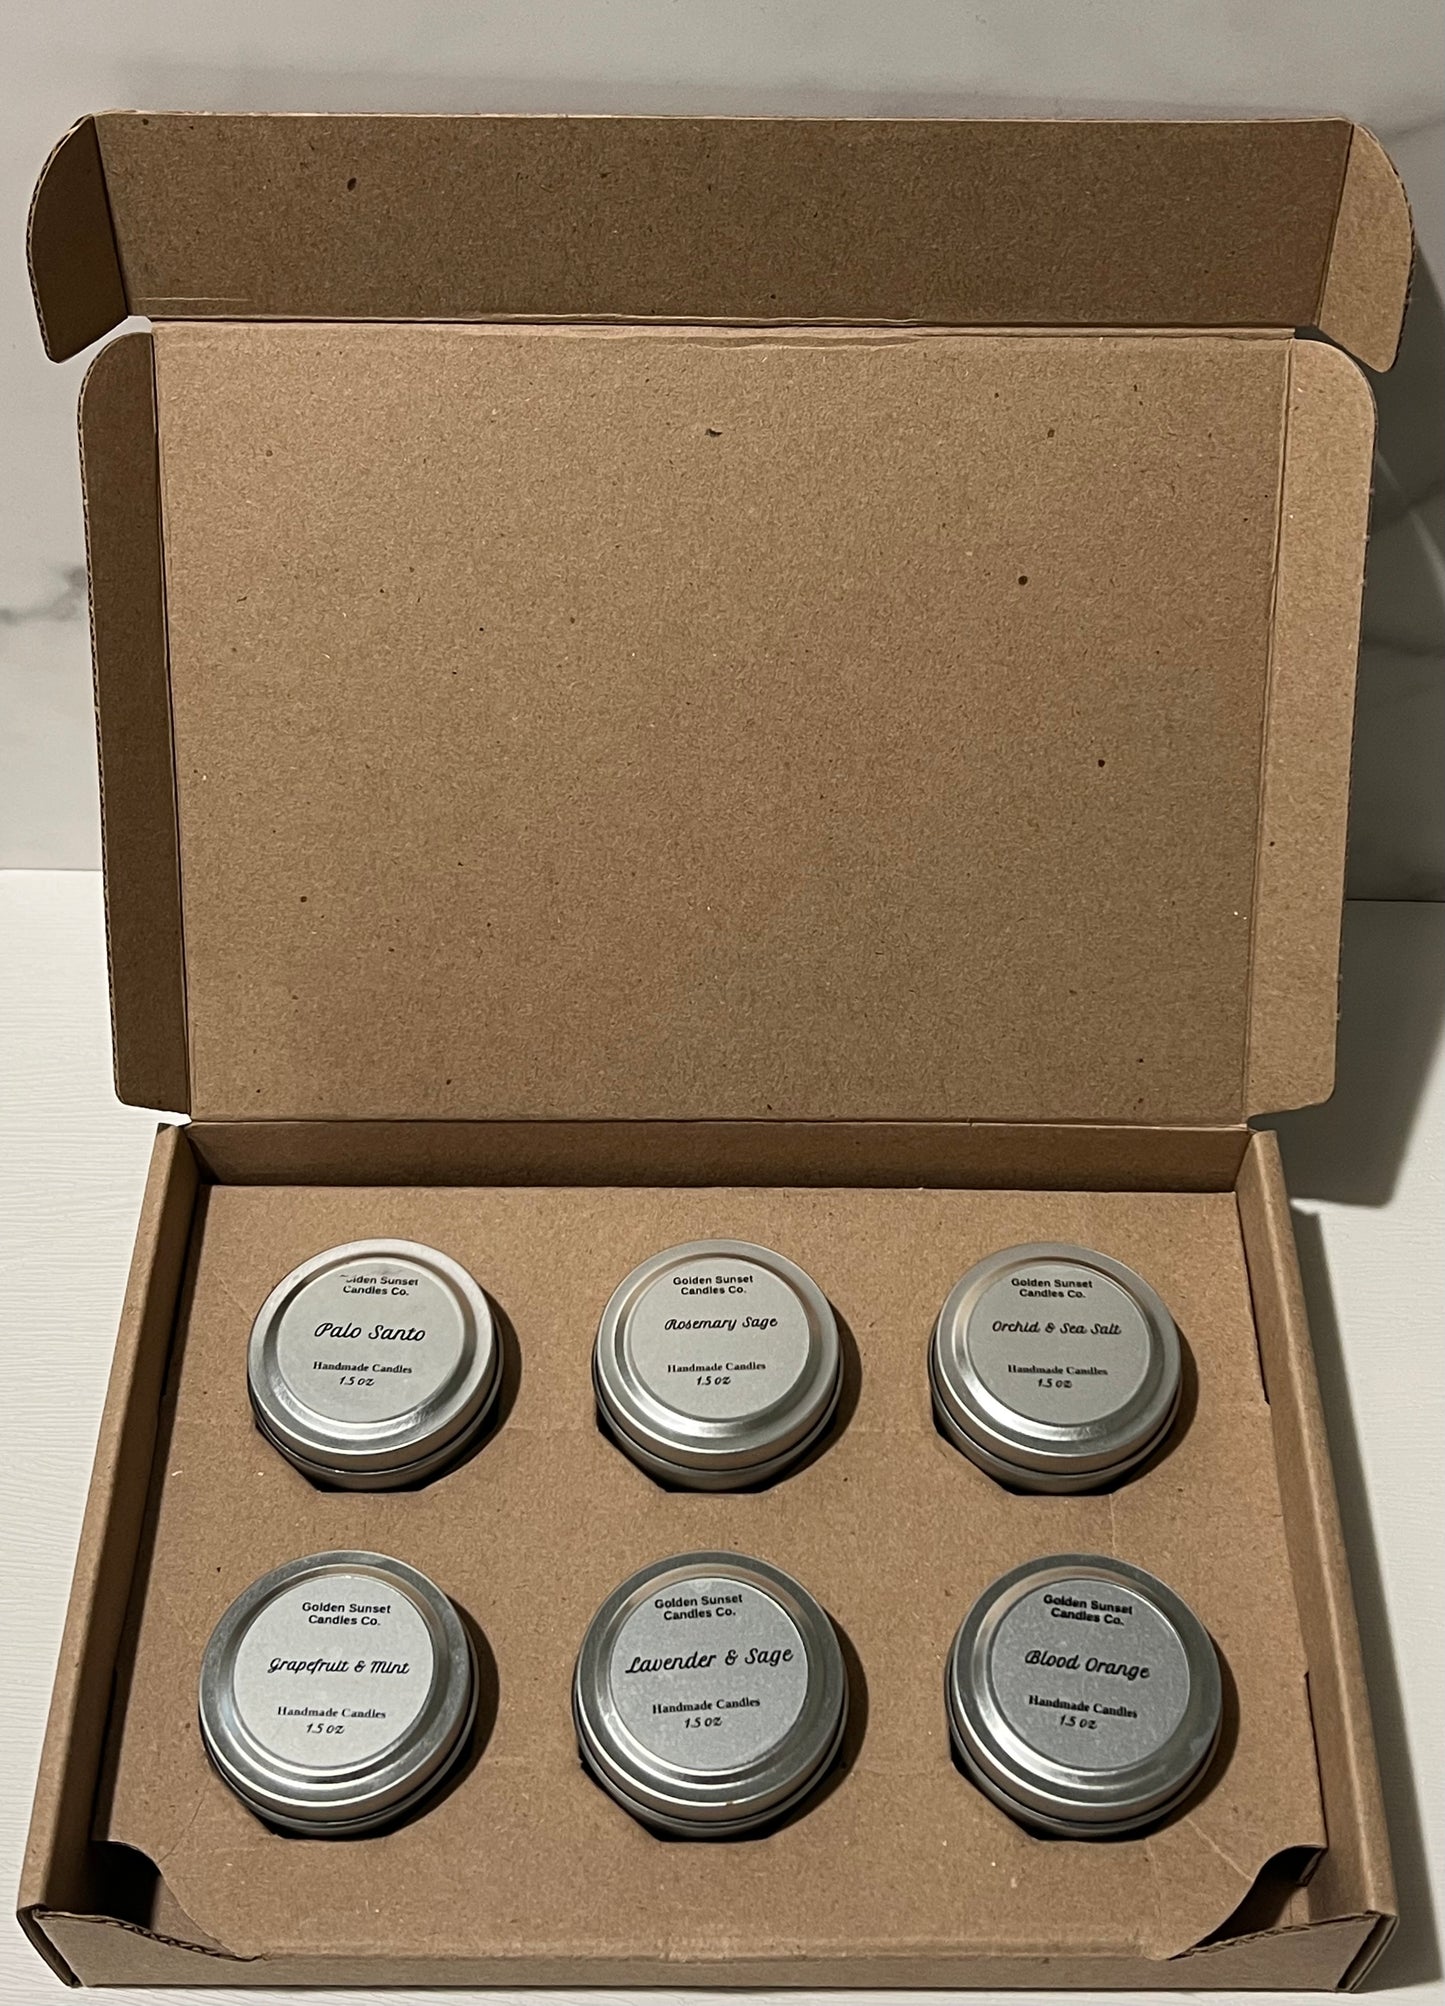 Candles Co.
Palo Santo
Handmade Candles
1.5 oz
Golden Sunset
Candles Co.
Rosemary Sage
Handmade Candles
1.5 oz
Golden Sunset
Candles Co.
Orchid & Sea Salt
Handmade Candles
1.5 oz
Golden Sunset
Candles Co.
Grapefruit & Mint
Handmade Candles
1.5 oz
Golden Sunset
Candles Co.
Lavender & Sage
Handmade Candles
1.5 oz
Golden Sunset
Candles Co.
Blood Orange
Handmade Candles
1.5 oz